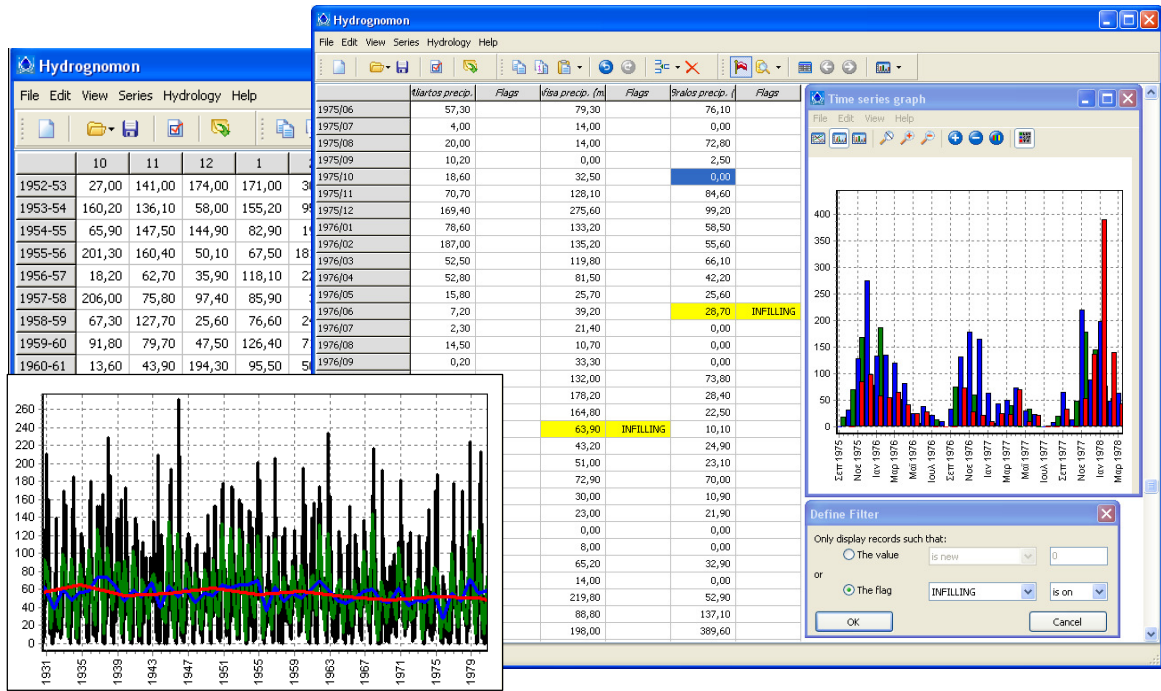 Hydrognomon
File Edit View Series Hydrology Help
10 11 12 1
1952-53 27,00 141,00 174,00 171,00
1953-54 160,20 136,10 58,00 155,20
1954-55 65,90 147,50 144,90 82,90
1955-56 201,30 160,40 50,10 67,50
1956-57 18,20 62,70 35,90 118,10
1957-58 206,00 75,80 97,40 85,90
1958-59 67,30 127,70 25,60 76,60
1959-60 91,80 79,70 47,50 126,40
1960-61 13,60 43,90 194,30 95,50
Hydrognomon
File Edit View Series Hydrology Help
liartos precip. Flags fisa precip. (m Flags ralos precip. ( Flags
1975/06 57,30 79,30 76,10
1975/07 4,00 14,00 0,00
1975/08 20,00 14,00 72,80
1975/09 10,20 0,00 2,50
1975/10 18,60 32,50 0,00
1975/11 70,70 128,10 84,60
1975/12 169,40 275,60 99,20
1976/01 78,60 133,20 58,50
1976/02 187,00 135,20 55,60
1976/03 52,50 119,80 66,10
1976/04 52,80 81,50 42,20
1976/05 15,80 25,70 25,60
1976/06 7,20 39,20 28,70 INFILLING
1976/07 2,30 21,40 0,00
1976/08 14,50 10,70 0,00
1976/09 0,20 33,30 0,00
132,00 73,80
178,20 28,40
164,80 22,50
63,90 INFILLING 10,10
43,20 24,90
51,00 23,10
72,90 70,00
30,00 10,90
23,00 21,90
0,00 0,00
8,00 0,00
65,20 32,90
14,00 0,00
219,80 52,90
88,80 137,10
198,00 389,60
Time series graph
File Edit View Help
400
350
300
250
200
150
100
50
0
Σεπ 1975 Νοε 1975 Ιαν 1976 Μαρ 1976 Μαϊ 1976 Ιουλ 1976 Σεπ 1976 Νοε 1976 Ιαν 1977 Μαρ 1977 Μαϊ 1977 Ιουλ 1977 Σεπ 1977 Νοε 1977 Ιαν 1978 Μαρ 1978
Define Filter
Only display records such that:
The value is new 0
or
The flag INFILLING is on
OK Cancel
260
240
220
200
180
160
140
120
100
80
60
40
20
0
1931 1935 1939 1943 1947 1951 1955 1959 1963 1967 1971 1975 1979